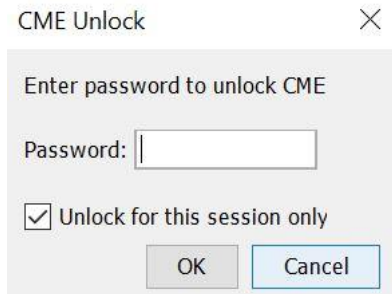 CME Unlock
Enter password to unlock CME
Password:
Unlock for this session only
OK Cancel